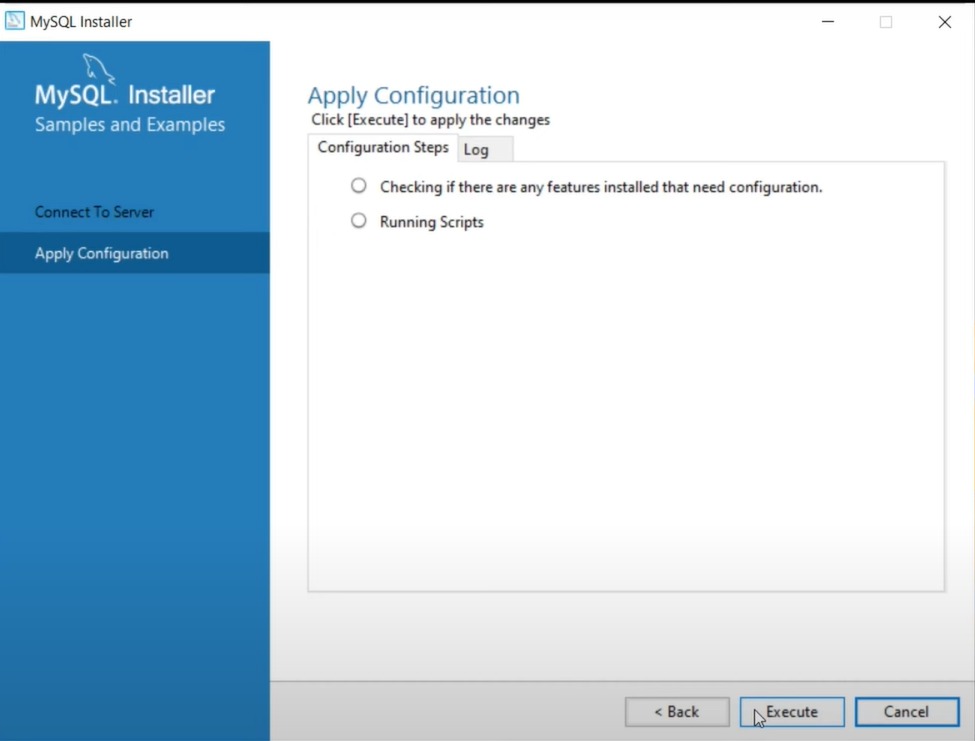 MySQL Installer
MySQL. Installer
Samples and Examples
Connect To Server
Apply Configuration
Apply Configuration
Click [Execute] to apply the changes
Configuration Steps
Log
Checking if there are any features installed that need configuration.
Running Scripts
< Back
Execute
Cancel